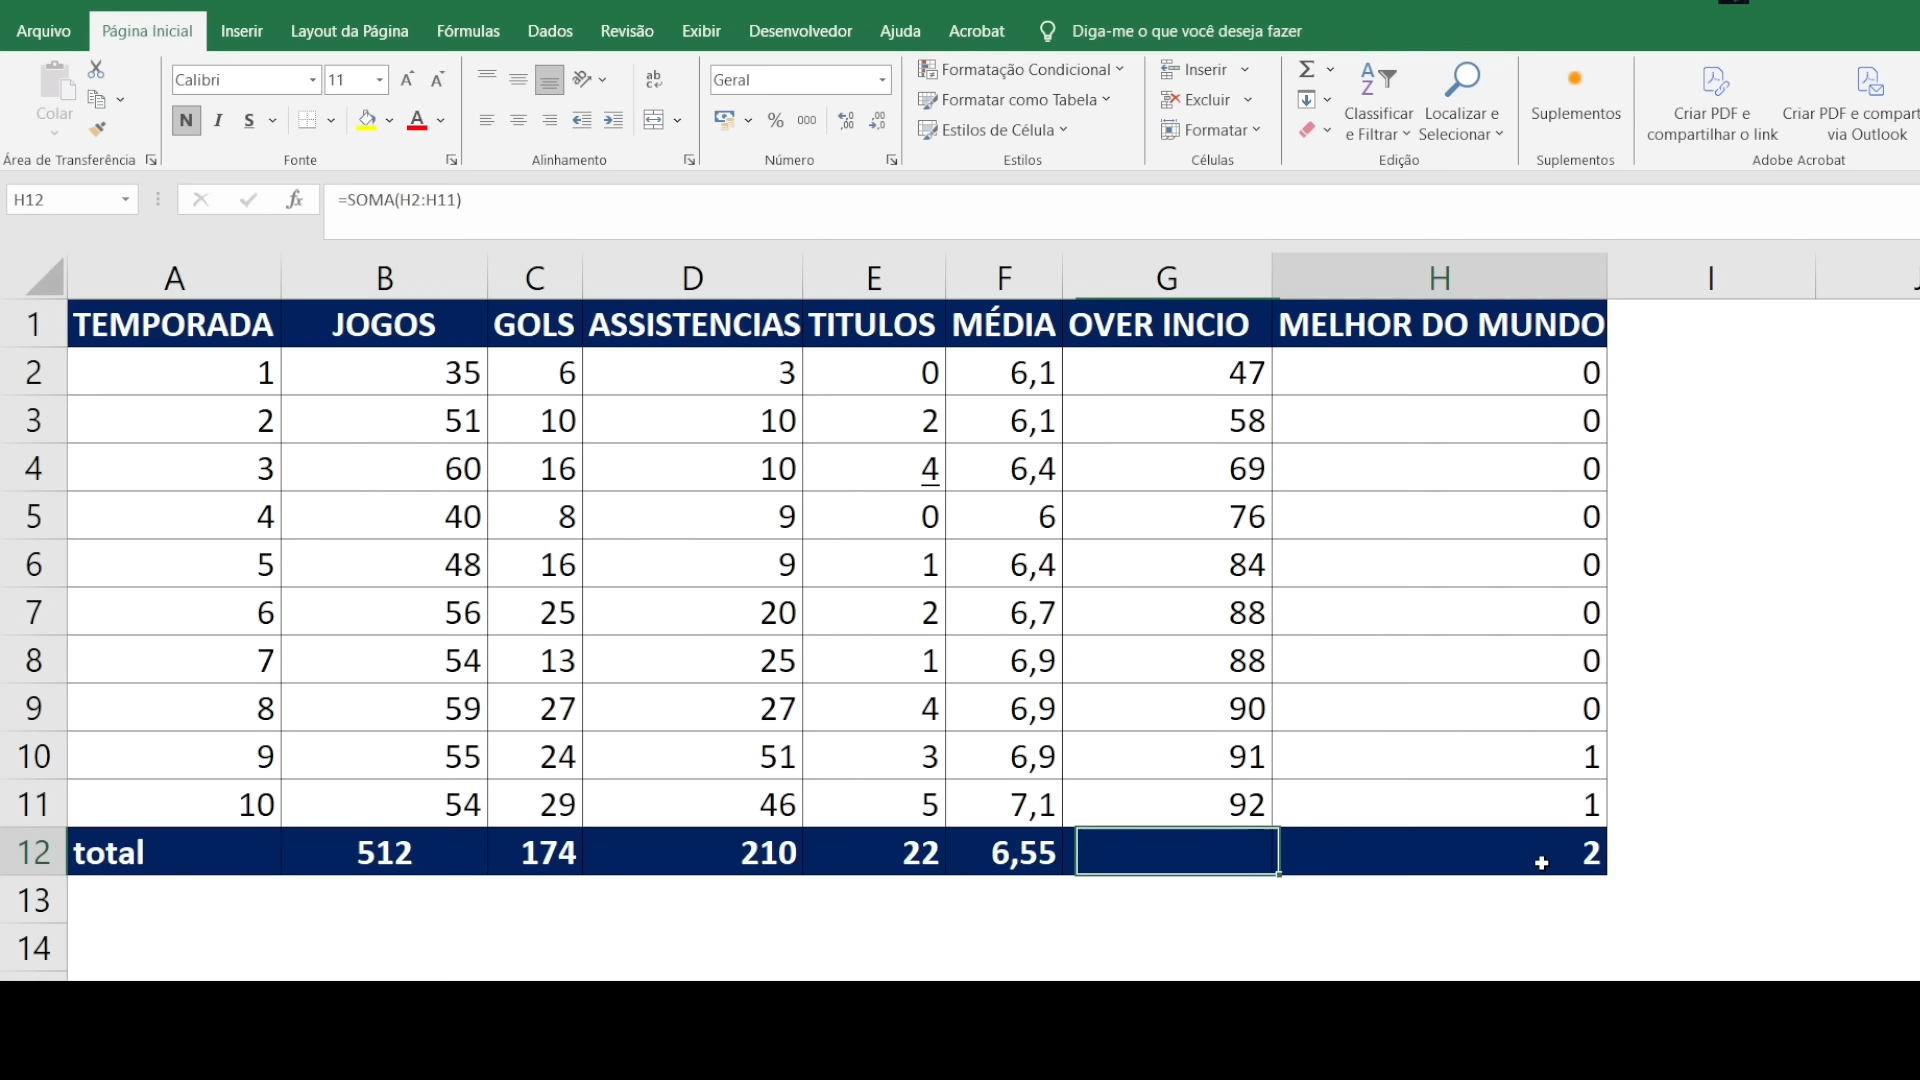 Arquivo Página Inicial Inserir Layout da Página Fórmulas Dados Revisão Exibir Desenvolvedor Ajuda Acrobat Diga-me o que você deseja fazer
Calibri 11 Geral Formatação Condicional Inserir
Colar Formatar como Tabela Excluir Classificar e Filtrar Localizar e Selecionar Suplementos Criar PDF e compartilhar o link Criar PDF e compart via Outlook
N I S % 000 Estilos de Célula Formatar
Área de Transferência Fonte Alinhamento Número Estilos Células Edição Suplementos Adobe Acrobat
H12 fx =SOMA(H2:H11)
A B C D E F G H I
1 TEMPORADA JOGOS GOLS ASSISTENCIAS TITULOS MÉDIA OVER INCIO MELHOR DO MUNDO
2 1 35 6 3 0 6,1 47 0
3 2 51 10 10 2 6,1 58 0
4 3 60 16 10 4 6,4 69 0
5 4 40 8 9 0 6 76 0
6 5 48 16 9 1 6,4 84 0
7 6 56 25 20 2 6,7 88 0
8 7 54 13 25 1 6,9 88 0
9 8 59 27 27 4 6,9 90 0
10 9 55 24 51 3 6,9 91 1
11 10 54 29 46 5 7,1 92 1
12 total 512 174 210 22 6,55 2
13
14